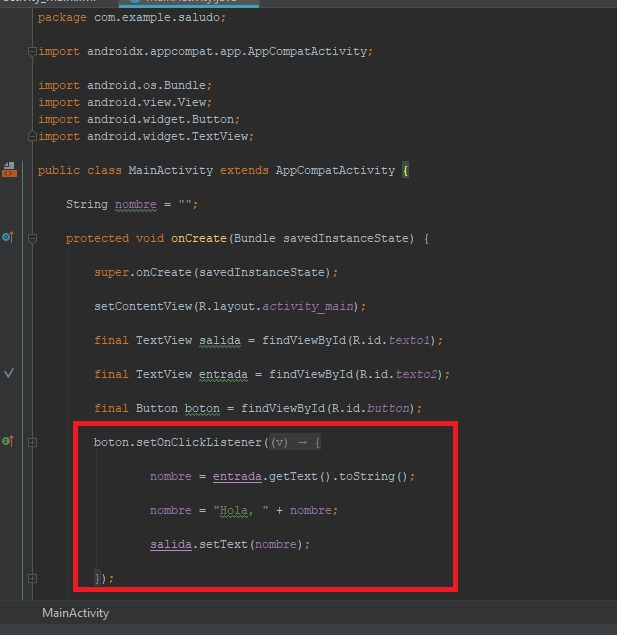 MainActivity.java
package com.example.saludo;
import androidx.appcompat.app.AppCompatActivity;
import android.os.Bundle;
import android.view.View;
import android.widget.Button;
import android.widget.TextView;
public class MainActivity extends AppCompatActivity {
String nombre = "";
protected void onCreate(Bundle savedInstanceState) {
super.onCreate(savedInstanceState);
setContentView(R.layout.activity_main);
final TextView salida = findViewById(R.id.texto1);
final TextView entrada = findViewById(R.id.texto2);
final Button boton = findViewById(R.id.button);
boton.setOnClickListener((v) → {
nombre = entrada.getText().toString();
nombre = "Hola, " + nombre;
salida.setText(nombre);
});
MainActivity